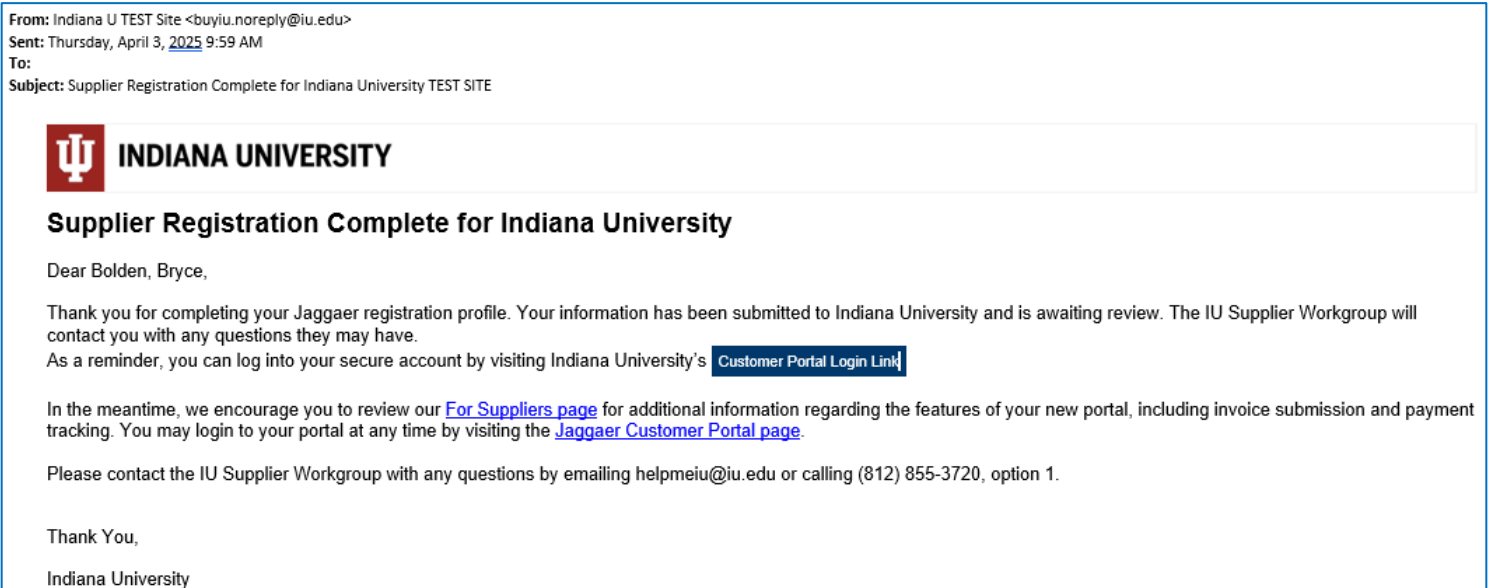 From: Indiana U TEST Site <buyiu.noreply@iu.edu>
Sent: Thursday, April 3, 2025 9:59 AM
To:
Subject: Supplier Registration Complete for Indiana University TEST SITE
INDIANA UNIVERSITY
Supplier Registration Complete for Indiana University
Dear Bolden, Bryce,
Thank you for completing your Jaggaer registration profile. Your information has been submitted to Indiana University and is awaiting review. The IU Supplier Workgroup will
contact you with any questions they may have.
As a reminder, you can log into your secure account by visiting Indiana University's Customer Portal Login Link
In the meantime, we encourage you to review our For Suppliers page for additional information regarding the features of your new portal, including invoice submission and payment
tracking. You may login to your portal at any time by visiting the Jaggaer Customer Portal page.
Please contact the IU Supplier Workgroup with any questions by emailing helpmeiu@iu.edu or calling (812) 855-3720, option 1.
Thank You,
Indiana University